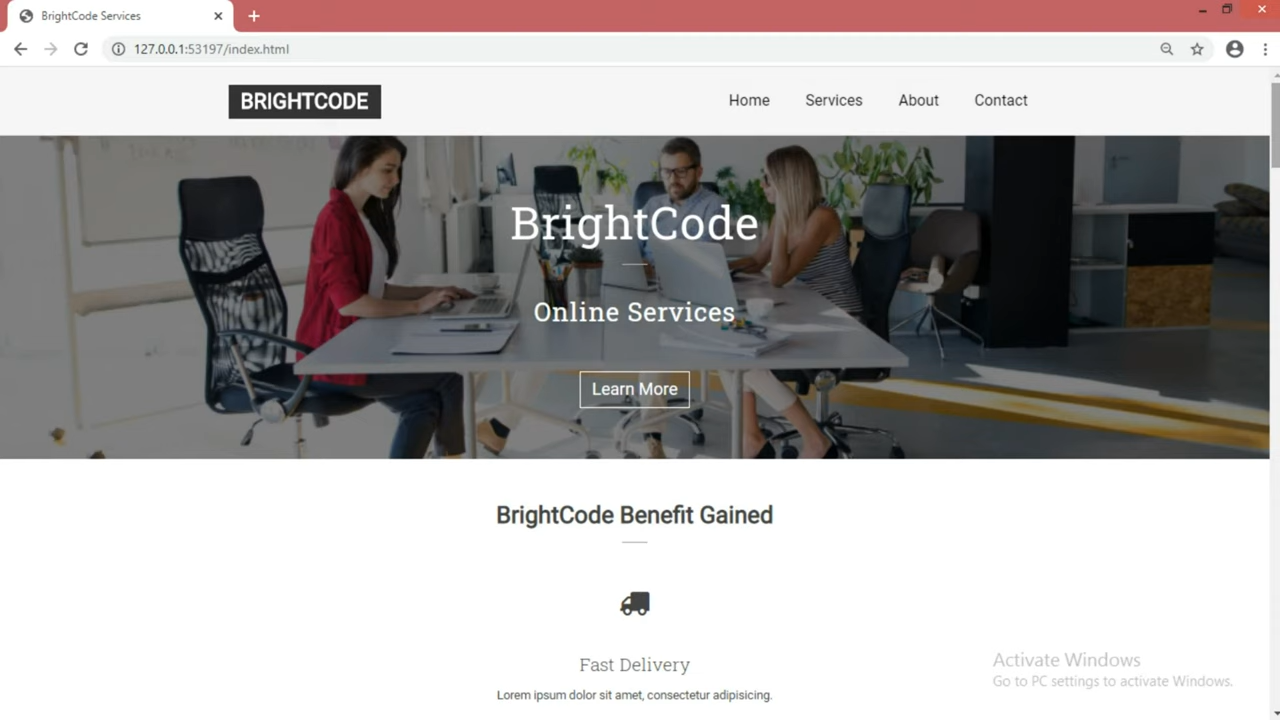 BrightCode Services
127.0.0.1:53197/index.html
BRIGHTCODE
Home Services About Contact
BrightCode
Online Services
Learn More
BrightCode Benefit Gained
Fast Delivery
Lorem ipsum dolor sit amet, consectetur adipisicing.
Activate Windows
Go to PC settings to activate Windows.